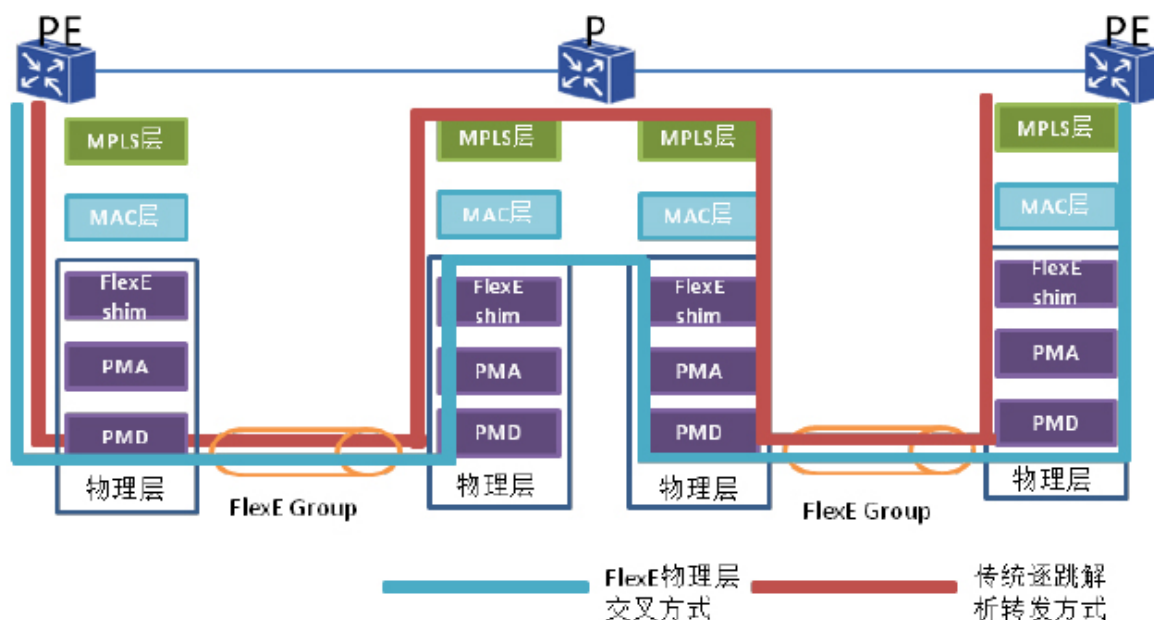 PE
P
PE
MPLS层
MAC层
FlexE
shim
PMA
PMD
物理层
FlexE Group
MPLS层
MAC层
FlexE
shim
PMA
PMD
物理层
MPLS层
MAC层
FlexE
shim
PMA
PMD
物理层
FlexE Group
MPLS层
MAC层
FlexE
shim
PMA
PMD
物理层
FlexE物理层
交叉方式
传统逐跳解
析转发方式